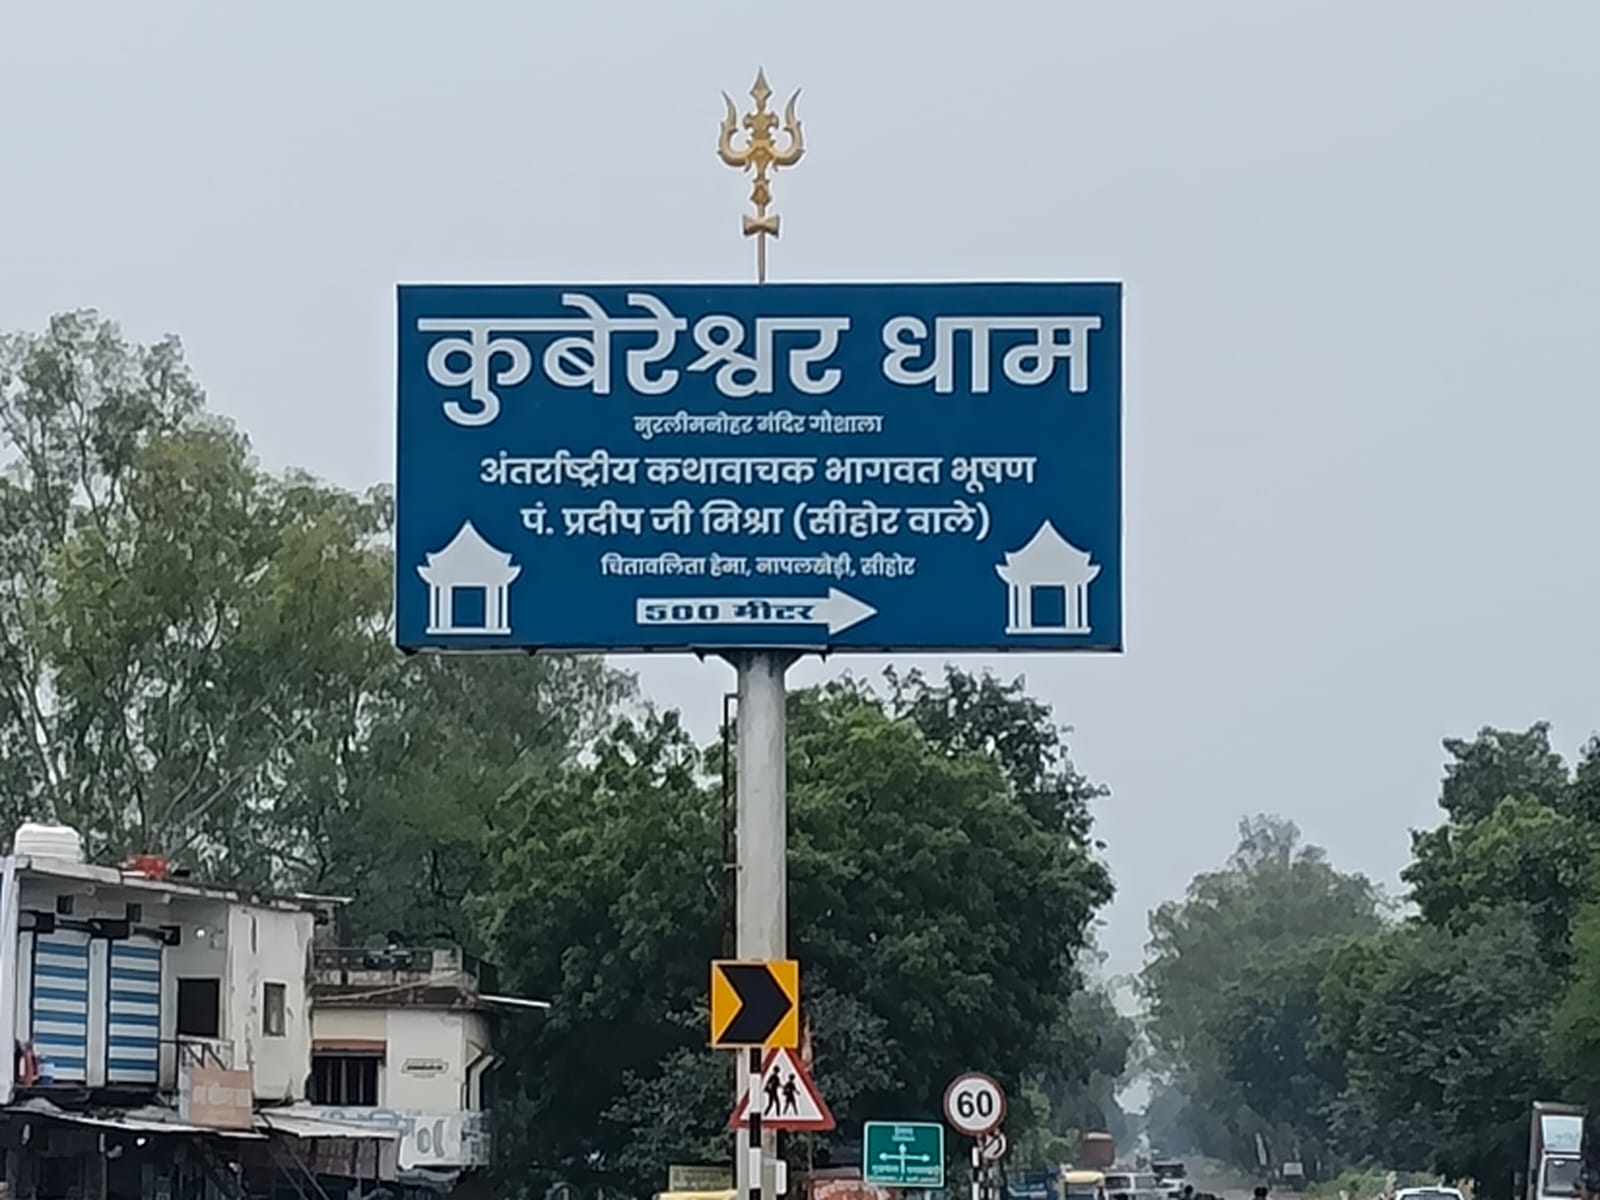 कुबेरेश्वर धाम
मुरलीमनोहर मंदिर गोशाला
अंतर्राष्ट्रीय कथावाचक भागवत भूषण
पं. प्रदीप जी मिश्रा (सीहोर वाले)
चितावलिता हेमा, नापलखेड़ी, सीहोर
500 मीटर
60